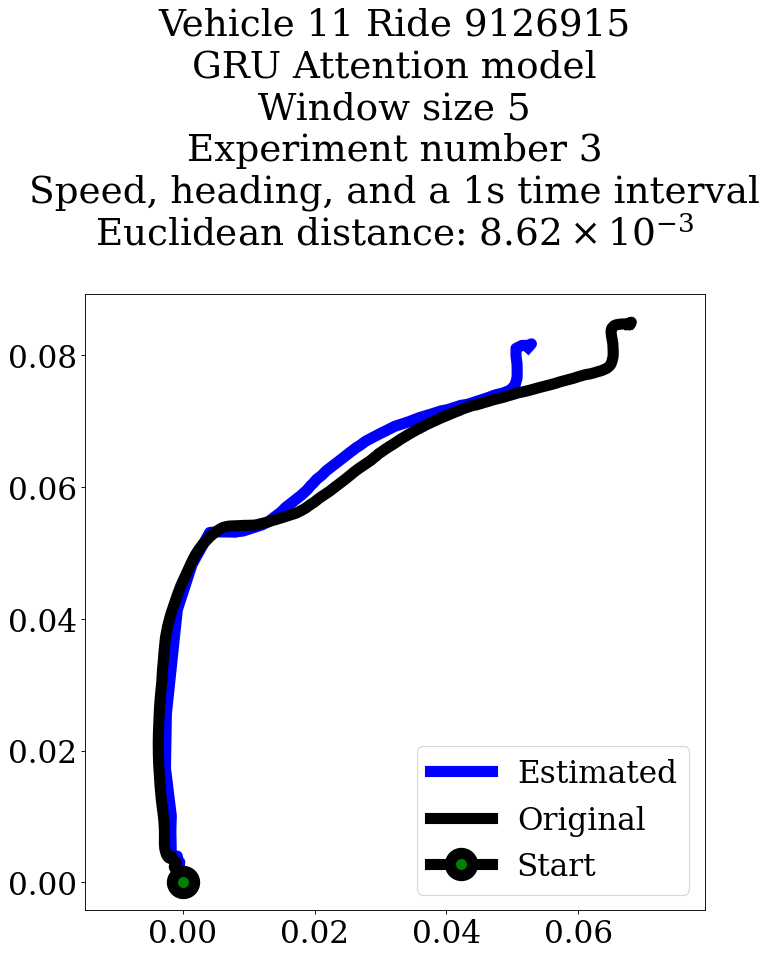 Vehicle 11 Ride 9126915
GRU Attention model
Window size 5
Experiment number 3
Speed, heading, and a 1s time interval
Euclidean distance: 8.62 × 10⁻³
0.08
0.06
0.04
0.02
0.00
Estimated
Original
Start
0.00 0.02 0.04 0.06